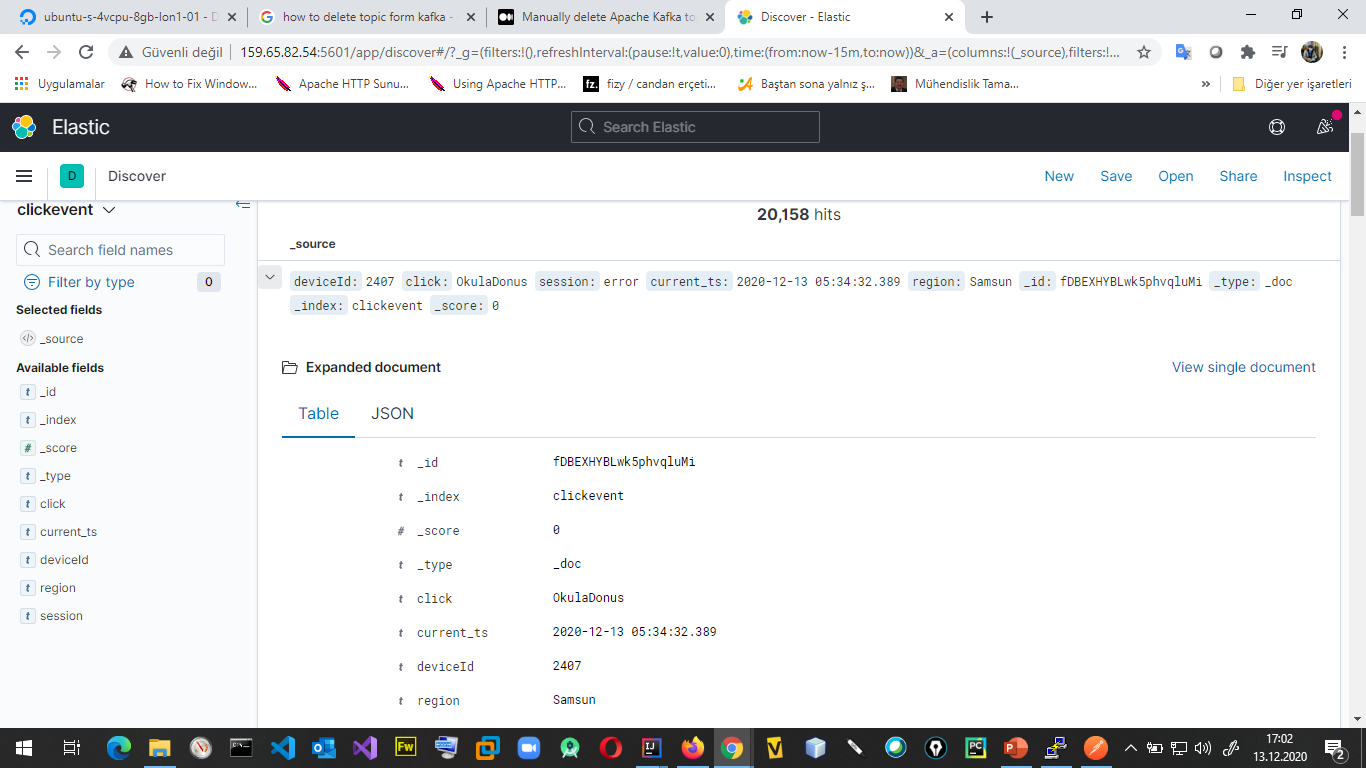 ubuntu-s-4vcpu-8gb-lon1-01 - D
how to delete topic form kafka -
Manually delete Apache Kafka to
Discover - Elastic
Güvenli değil
159.65.82.54:5601/app/discover#/?_g=(filters:!(),refreshInterval:(pause:!t,value:0),time:(from:now-15m,to:now))&_a=(columns:!(_source),filters:!...
Uygulamalar
How to Fix Window...
Apache HTTP Sunu...
Using Apache HTTP...
fz.
fizy / candan erçeti...
Baştan sona yalnız ş...
Mühendislik Tama...
»
Diğer yer işaretleri
Elastic
Search Elastic
D
Discover
New
Save
Open
Share
Inspect
clickevent
20,158 hits
Search field names
_source
Filter by type
0
deviceId: 2407 click: OkulaDonus session: error current_ts: 2020-12-13 05:34:32.389 region: Samsun _id: fDBEXHYBLwk5phvqluMi _type: _doc
_index: clickevent _score: 0
Selected fields
_source
Available fields
t _id
t _index
# _score
t _type
t click
t current_ts
t deviceId
t region
t session
Expanded document
View single document
Table
JSON
t _id fDBEXHYBLwk5phvqluMi
t _index clickevent
# _score 0
t _type _doc
t click OkulaDonus
t current_ts 2020-12-13 05:34:32.389
t deviceId 2407
t region Samsun
Fw
IJ
PC
P
17:02
13.12.2020
2